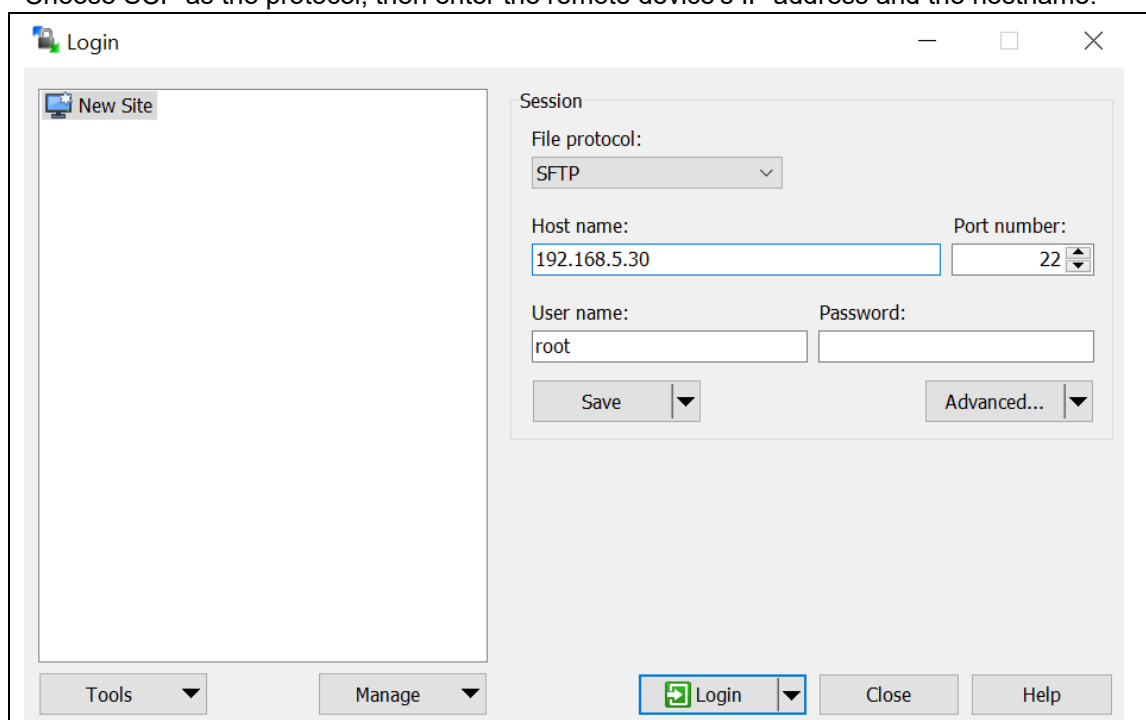 Choose SCP as the protocol, then enter the remote device's IP address and the hostname.
Login
New Site
Session
File protocol:
SFTP
Host name: Port number:
192.168.5.30 22
User name: Password:
root
Save Advanced...
Tools Manage Login Close Help